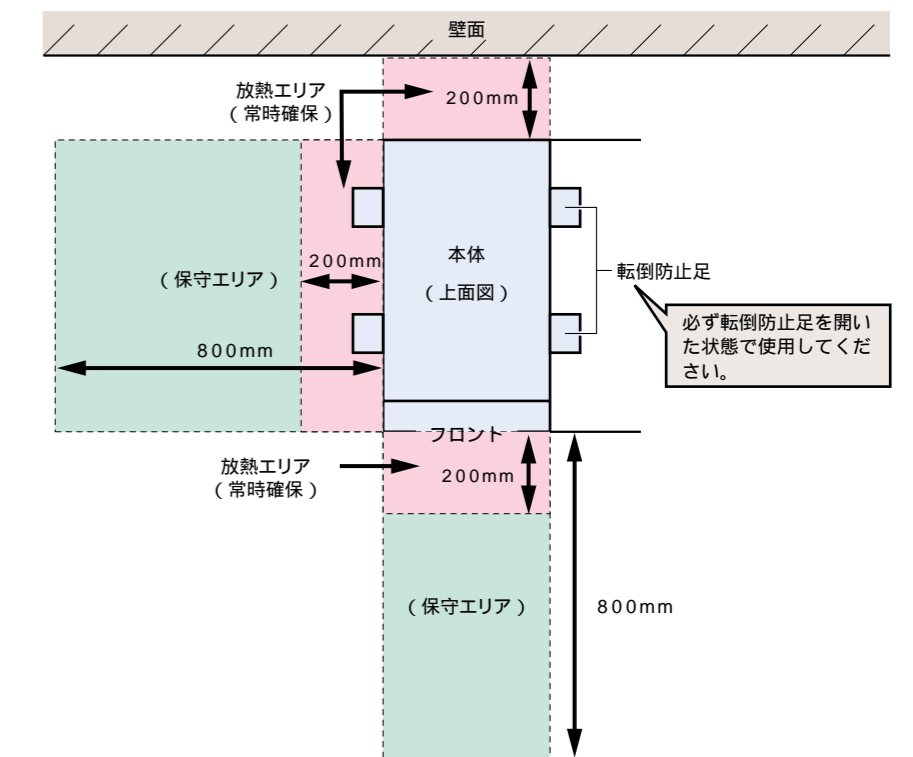 壁面
放熱エリア
(常時確保)
200mm
本体
(上面図)
(保守エリア)
200mm
800mm
転倒防止足
必ず転倒防止足を開い
た状態で使用してくだ
さい。
フロント
放熱エリア
(常時確保)
200mm
(保守エリア)
800mm